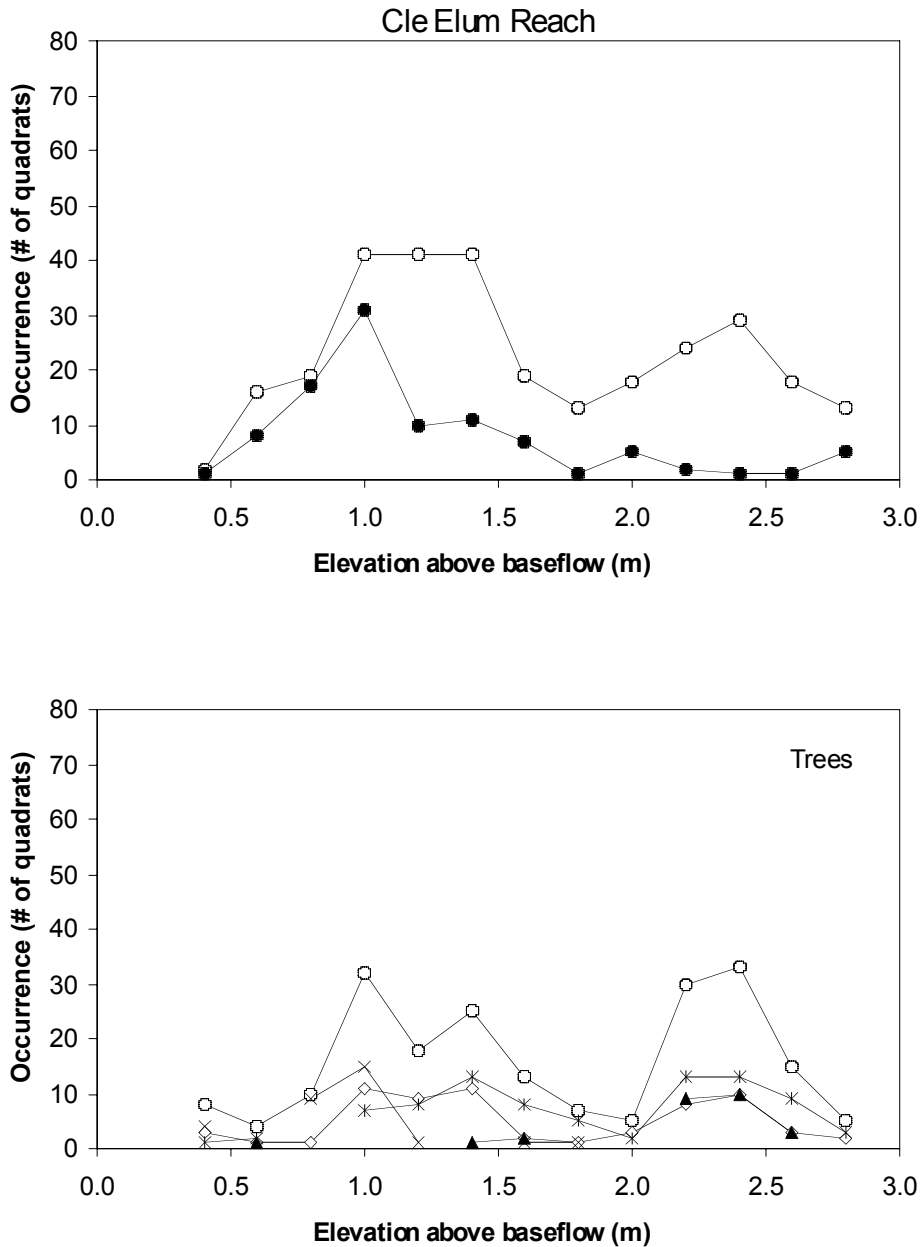 Cle Elum Reach
80
70
60
50
40
30
20
10
0
Occurrence (# of quadrats)
0.0 0.5 1.0 1.5 2.0 2.5 3.0
Elevation above baseflow (m)
80
70
60
50
40
30
20
10
0
Occurrence (# of quadrats)
Trees
0.0 0.5 1.0 1.5 2.0 2.5 3.0
Elevation above baseflow (m)